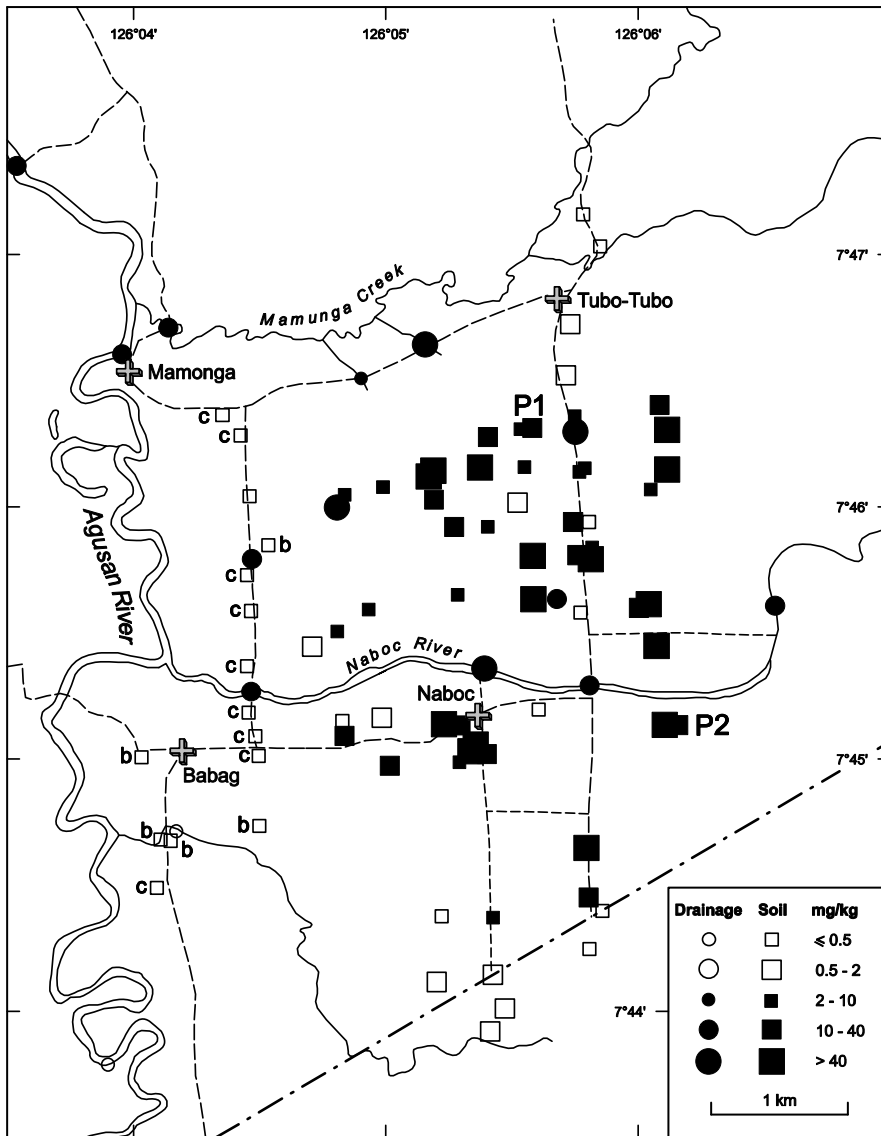 126°04' 126°05' 126°06'
7°47'
Mamunga Creek
Tubo-Tubo
Mamonga
P1
c
c
7°46'
b
Agusan River
c
c
Naboc River
c
Naboc
c
P2
c
b
c
7°45'
Babag
b
b
b
c
Drainage Soil mg/kg
⩽ 0.5
0.5 - 2
7°44'
2 - 10
10 - 40
> 40
1 km